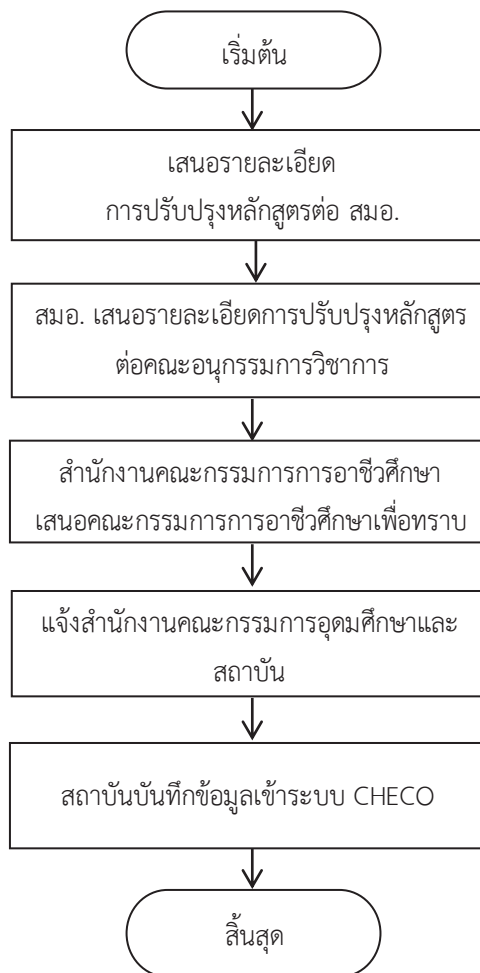 เริ่มต้น
เสนอรายละเอียด
การปรับปรุงหลักสูตรต่อ สมอ.
สมอ. เสนอรายละเอียดการปรับปรุงหลักสูตร
ต่อคณะอนุกรรมการวิชาการ
สำนักงานคณะกรรมการการอาชีวศึกษา
เสนอคณะกรรมการการอาชีวศึกษาเพื่อทราบ
แจ้งสำนักงานคณะกรรมการอุดมศึกษาและ
สถาบัน
สถาบันบันทึกข้อมูลเข้าระบบ CHECO
สิ้นสุด